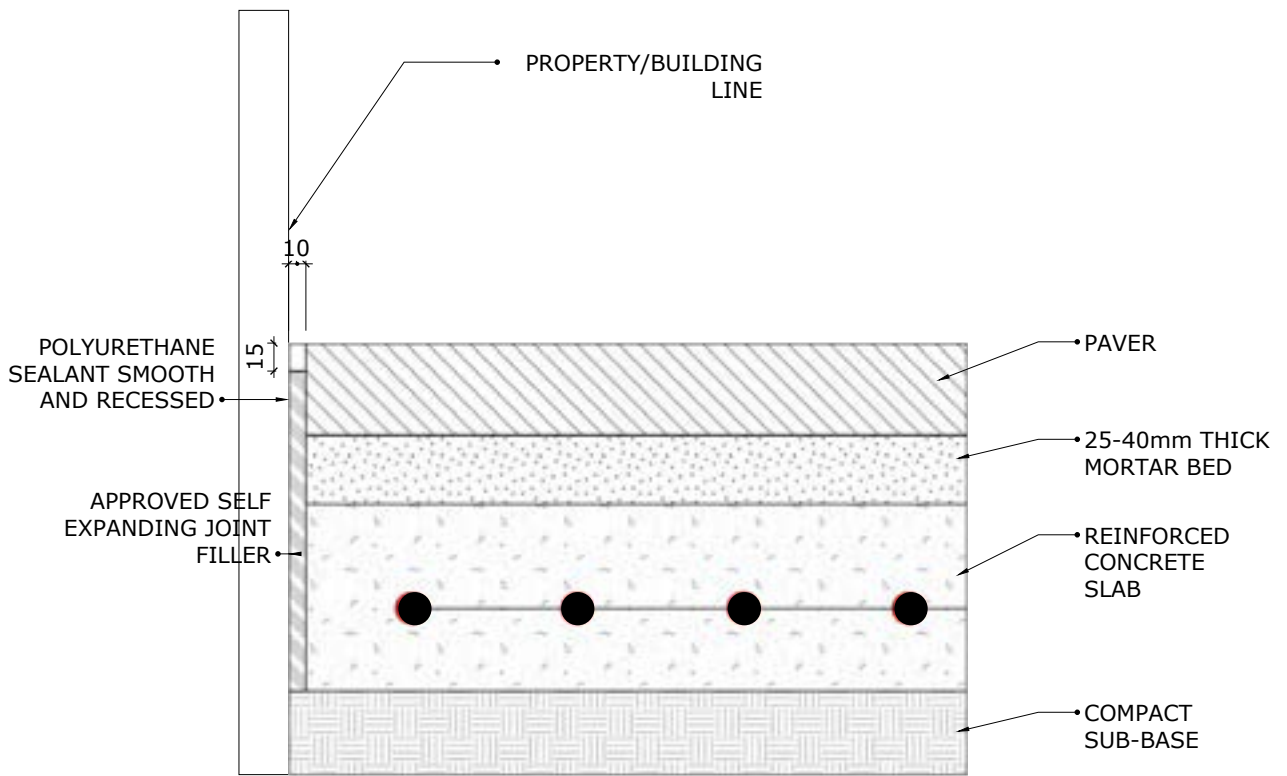 PROPERTY/BUILDING
LINE
10
15
POLYURETHANE
SEALANT SMOOTH
AND RECESSED
PAVER
25-40mm THICK
MORTAR BED
APPROVED SELF
EXPANDING JOINT
FILLER
REINFORCED
CONCRETE
SLAB
COMPACT
SUB-BASE